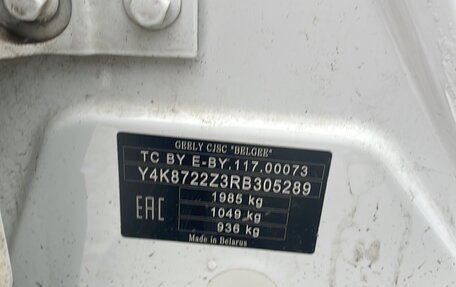 GEELY CJSC "BELGEE"
TC BY E-BY.117.00073
Y4K8722Z3RB305289
1985 kg
EAC 1049 kg
936 kg
Made in Belarus